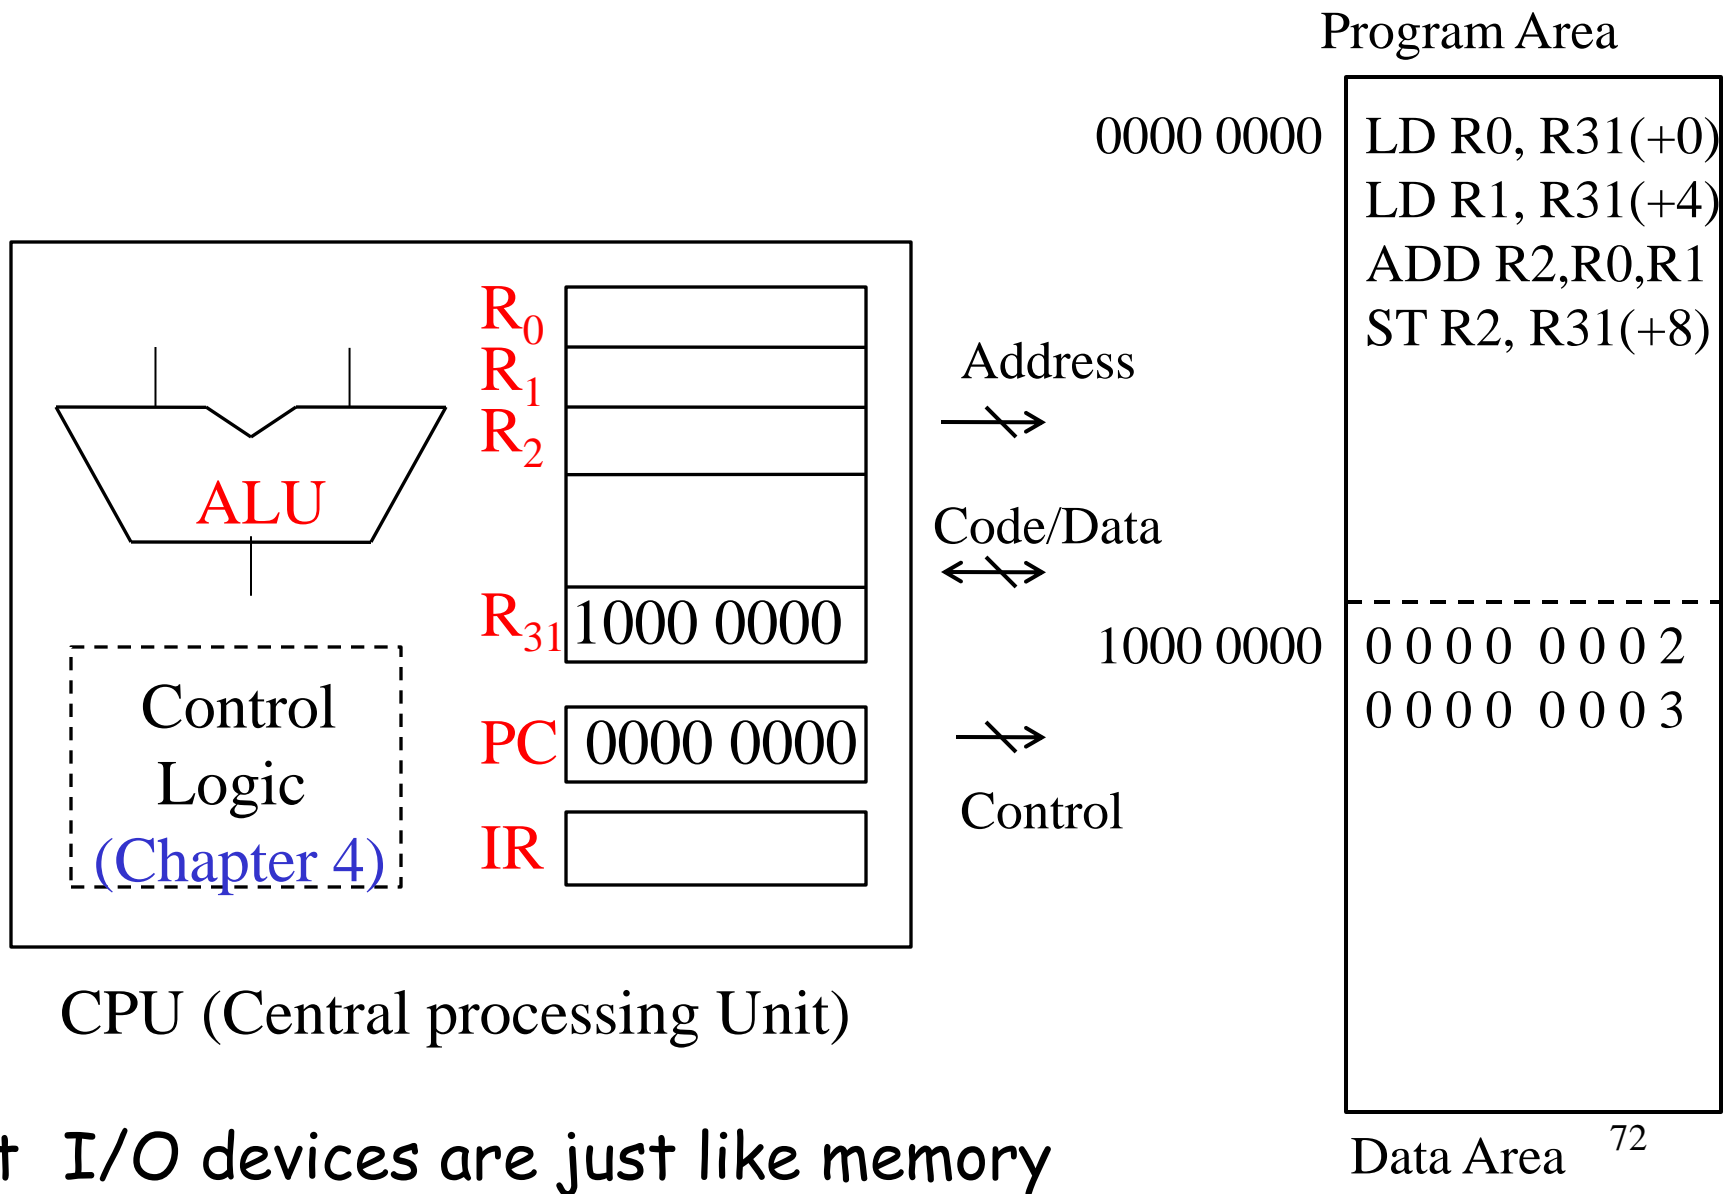 Program Area
0000 0000
LD R0, R31(+0)
LD R1, R31(+4)
ADD R2,R0,R1
ST R2, R31(+8)
R0
R1
R2
ALU
R31 1000 0000
Control
Logic
(Chapter 4)
PC 0000 0000
IR
Address
Code/Data
Control
1000 0000
0 0 0 0 0 0 0 2
0 0 0 0 0 0 0 3
CPU (Central processing Unit)
t I/O devices are just like memory
Data Area
72